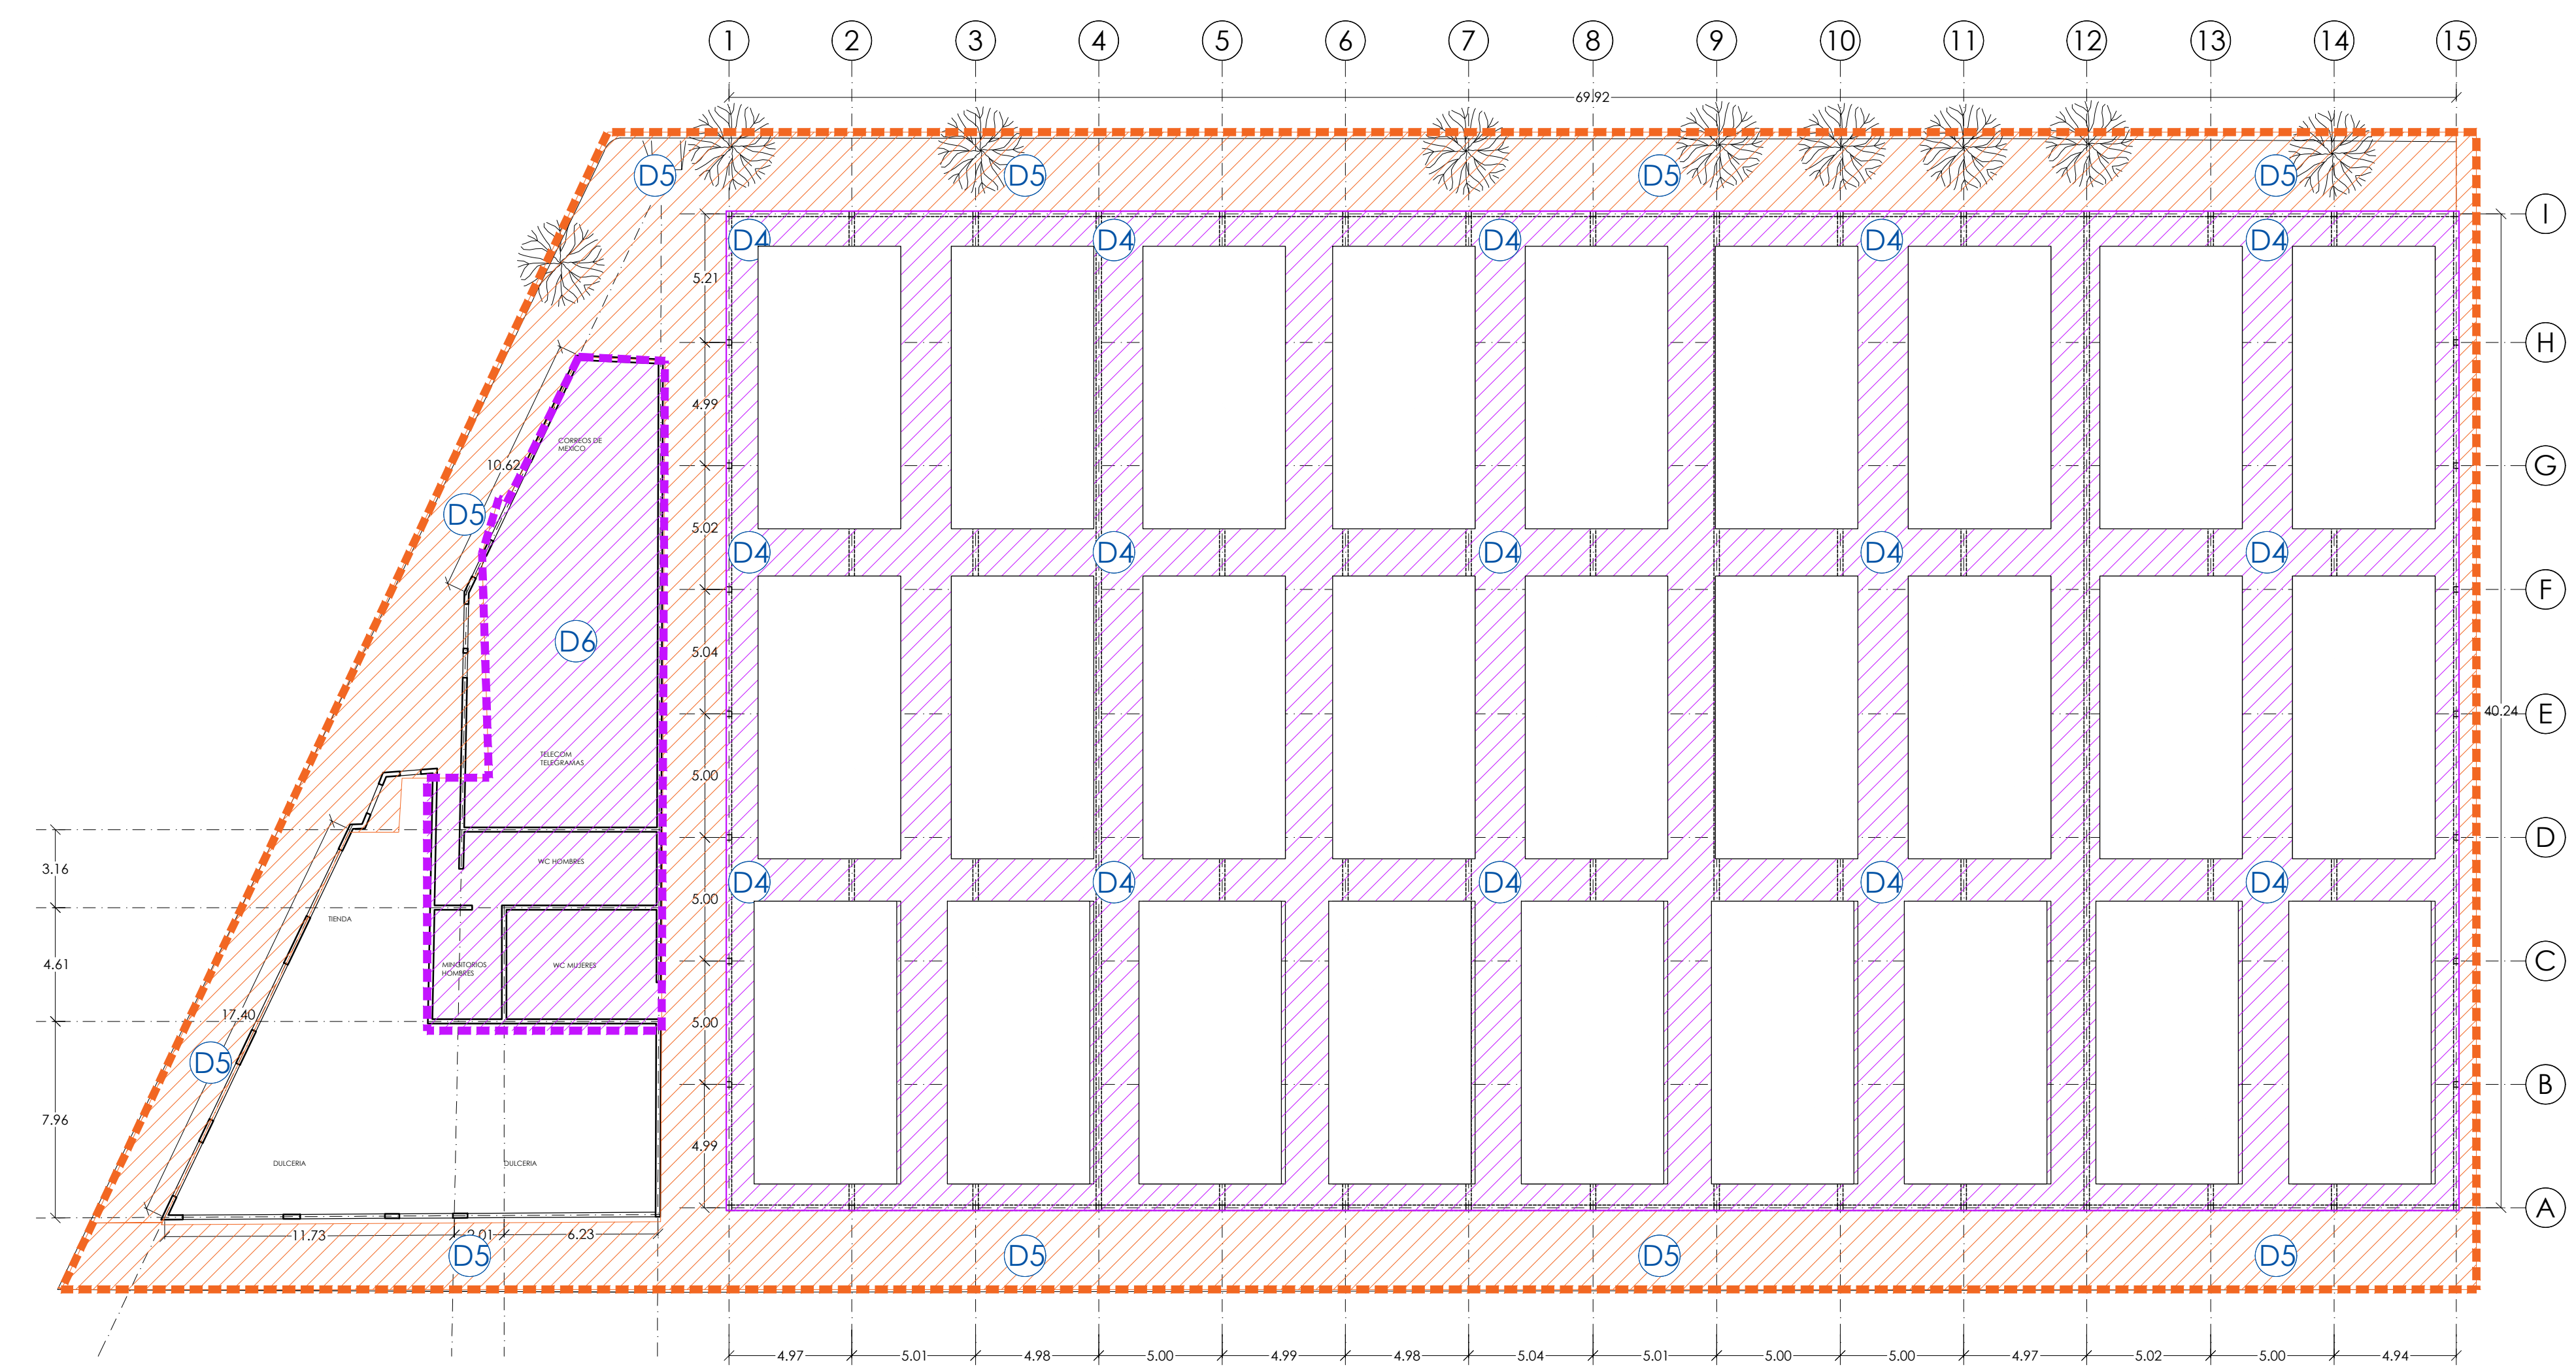 1 2 3 4 5 6 7 8 9 10 11 12 13 14 15
69.92
D5 D5 D5 D5
I
D4 D4 D4 D4 D4
5.21
H
4.99
CORREOS DE
MEXICO
10.62
G
D5
5.02
D4 D4 D4 D4 D4
F
D6
5.04
E
40.24
TELECOM
TELEGRAMAS
5.00
D
3.16
WC HOMBRES
D4 D4 D4 D4 D4
5.00
TIENDA
4.61
MINGITORIOS
HOMBRES
WC MUJERES
C
17.40
5.00
D5
B
7.96
4.99
DULCERIA
DULCERIA
A
11.73 2.01 6.23
D5 D5 D5 D5
4.97 5.01 4.98 5.00 4.99 4.98 5.04 5.01 5.00 5.00 4.97 5.02 5.00 4.94